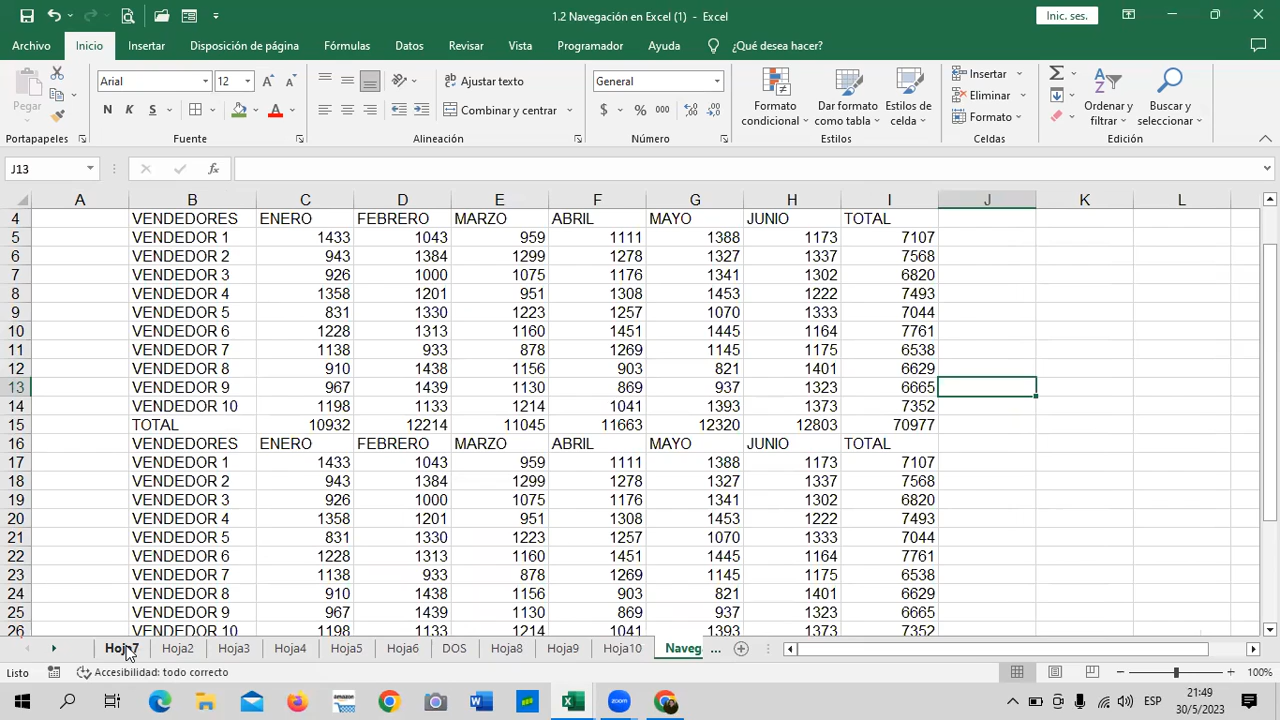 1.2 Navegación en Excel (1) - Excel
Inic. ses.
Archivo Inicio Insertar Disposición de página Fórmulas Datos Revisar Vista Programador Ayuda ¿Qué desea hacer?
Pegar
Arial 12
N K S
Ajustar texto
Combinar y centrar
General
$ % 000
Formato condicional
Dar formato como tabla
Estilos de celda
Insertar
Eliminar
Formato
Ordenar y filtrar
Buscar y seleccionar
Portapapeles Fuente Alineación Número Estilos Celdas Edición
J13 fx
A B C D E F G H I J K L
4 VENDEDORES ENERO FEBRERO MARZO ABRIL MAYO JUNIO TOTAL
5 VENDEDOR 1 1433 1043 959 1111 1388 1173 7107
6 VENDEDOR 2 943 1384 1299 1278 1327 1337 7568
7 VENDEDOR 3 926 1000 1075 1176 1341 1302 6820
8 VENDEDOR 4 1358 1201 951 1308 1453 1222 7493
9 VENDEDOR 5 831 1330 1223 1257 1070 1333 7044
10 VENDEDOR 6 1228 1313 1160 1451 1445 1164 7761
11 VENDEDOR 7 1138 933 878 1269 1145 1175 6538
12 VENDEDOR 8 910 1438 1156 903 821 1401 6629
13 VENDEDOR 9 967 1439 1130 869 937 1323 6665
14 VENDEDOR 10 1198 1133 1214 1041 1393 1373 7352
15 TOTAL 10932 12214 11045 11663 12320 12803 70977
16 VENDEDORES ENERO FEBRERO MARZO ABRIL MAYO JUNIO TOTAL
17 VENDEDOR 1 1433 1043 959 1111 1388 1173 7107
18 VENDEDOR 2 943 1384 1299 1278 1327 1337 7568
19 VENDEDOR 3 926 1000 1075 1176 1341 1302 6820
20 VENDEDOR 4 1358 1201 951 1308 1453 1222 7493
21 VENDEDOR 5 831 1330 1223 1257 1070 1333 7044
22 VENDEDOR 6 1228 1313 1160 1451 1445 1164 7761
23 VENDEDOR 7 1138 933 878 1269 1145 1175 6538
24 VENDEDOR 8 910 1438 1156 903 821 1401 6629
25 VENDEDOR 9 967 1439 1130 869 937 1323 6665
26 VENDEDOR 10 1198 1133 1214 1041 1393 1373 7352
Hoja7 Hoja2 Hoja3 Hoja4 Hoja5 Hoja6 DOS Hoja8 Hoja9 Hoja10 Naveg ...
Listo Accesibilidad: todo correcto 100%
ESP 21:49
30/5/2023